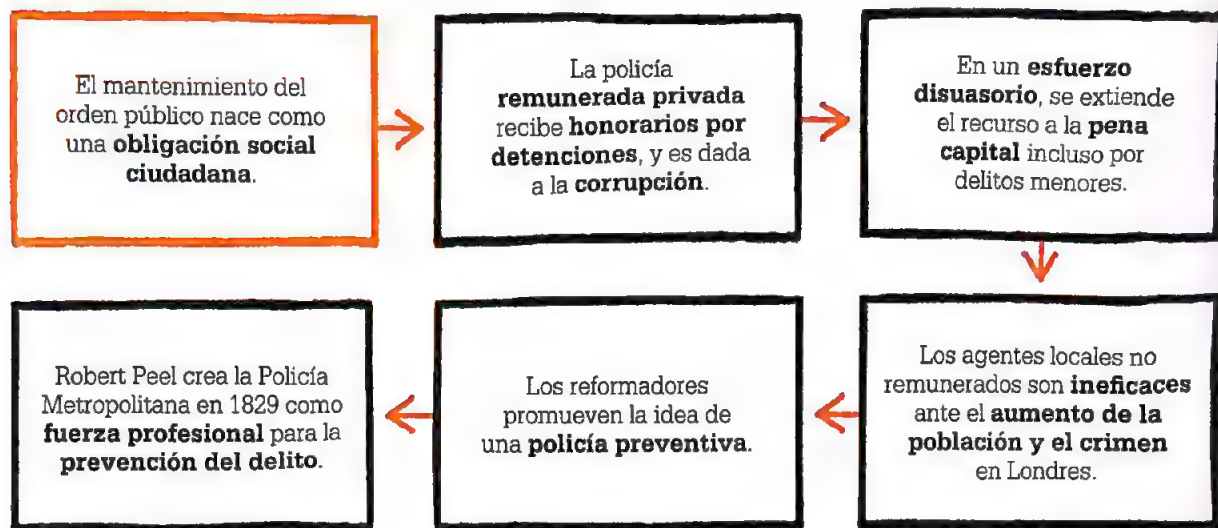 El mantenimiento del
orden público nace como
una obligación social
ciudadana.
La policía
remunerada privada
recibe honorarios por
detenciones, y es dada
a la corrupción.
En un esfuerzo
disuasorio, se extiende
el recurso a la pena
capital incluso por
delitos menores.
Los agentes locales no
remunerados son ineficaces
ante el aumento de la
población y el crimen
en Londres.
Los reformadores
promueven la idea de
una policía preventiva.
Robert Peel crea la Policía
Metropolitana en 1829 como
fuerza profesional para la
prevención del delito.